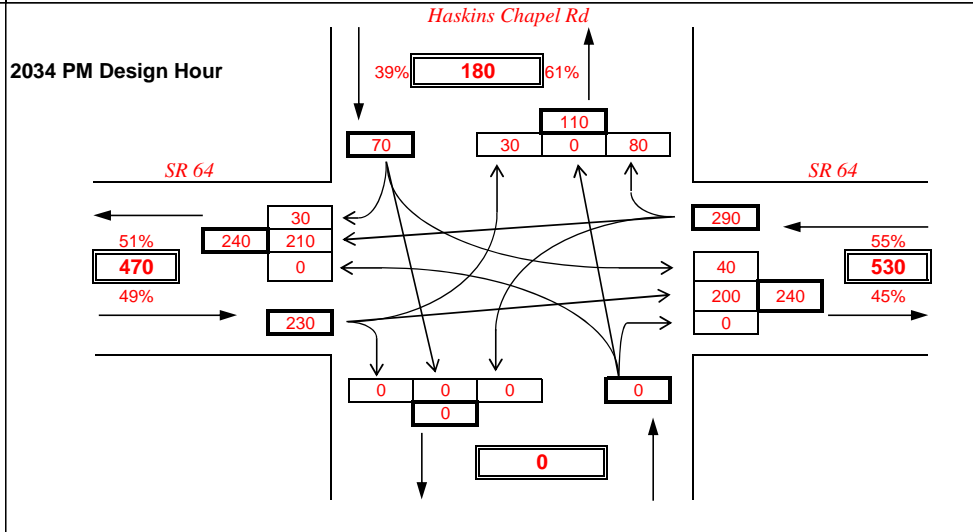 Haskins Chapel Rd
2034 PM Design Hour
39% 180 61%
110
70 30 0 80
SR 64 SR 64
30 290
51% 240 210 55%
470 0 40 530
49% 200 240 45%
230 0
0 0 0 0
0
0